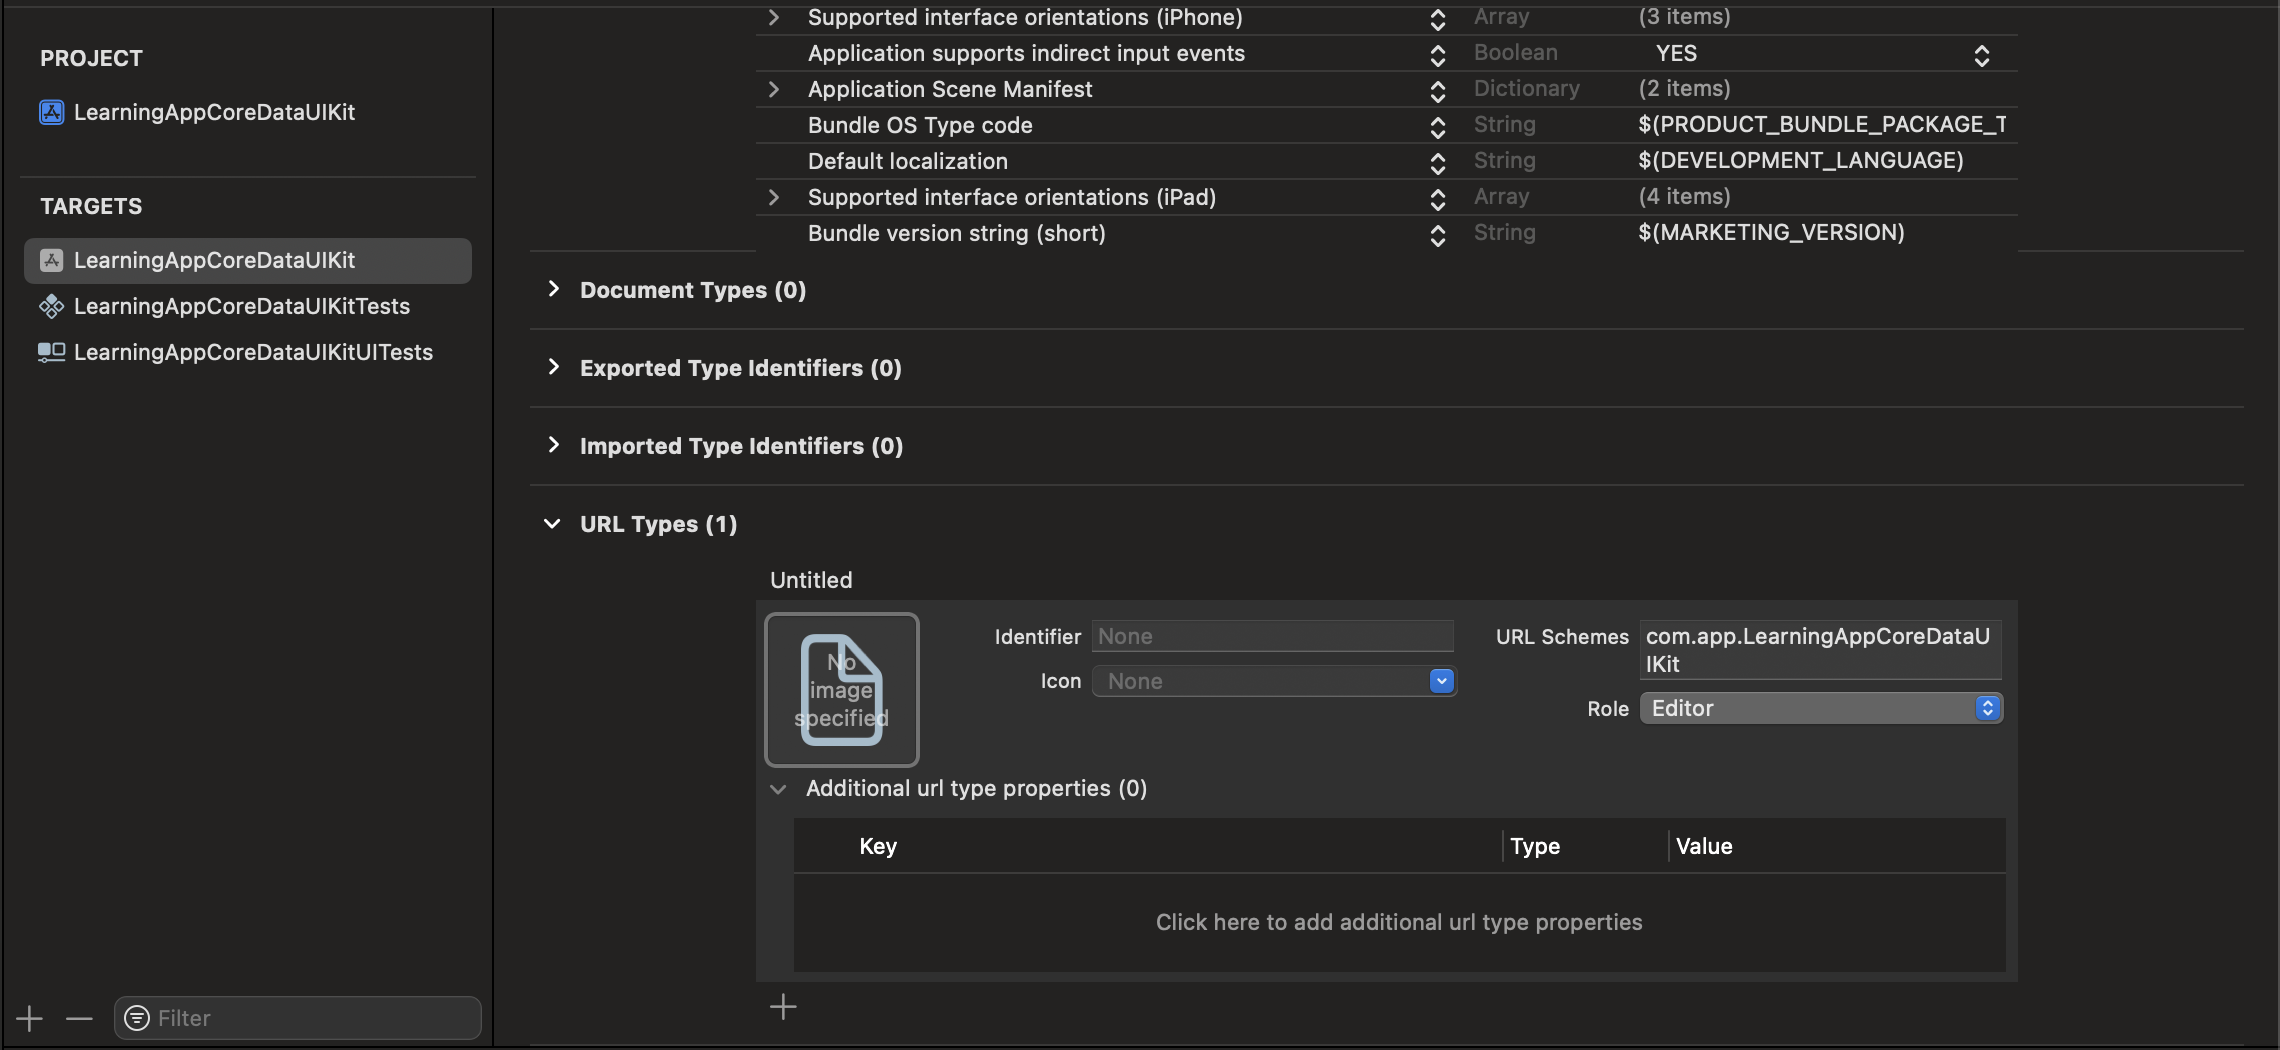 PROJECT
LearningAppCoreDataUIKit
TARGETS
LearningAppCoreDataUIKit
LearningAppCoreDataUIKitTests
LearningAppCoreDataUIKitUITests
Filter
Supported interface orientations (iPhone) Array (3 items)
Application supports indirect input events Boolean YES
Application Scene Manifest Dictionary (2 items)
Bundle OS Type code String $(PRODUCT_BUNDLE_PACKAGE_T
Default localization String $(DEVELOPMENT_LANGUAGE)
Supported interface orientations (iPad) Array (4 items)
Bundle version string (short) String $(MARKETING_VERSION)
Document Types (0)
Exported Type Identifiers (0)
Imported Type Identifiers (0)
URL Types (1)
Untitled
No
image
specified
Identifier None
Icon None
URL Schemes com.app.LearningAppCoreDataU
IKit
Role Editor
Additional url type properties (0)
Key Type Value
Click here to add additional url type properties